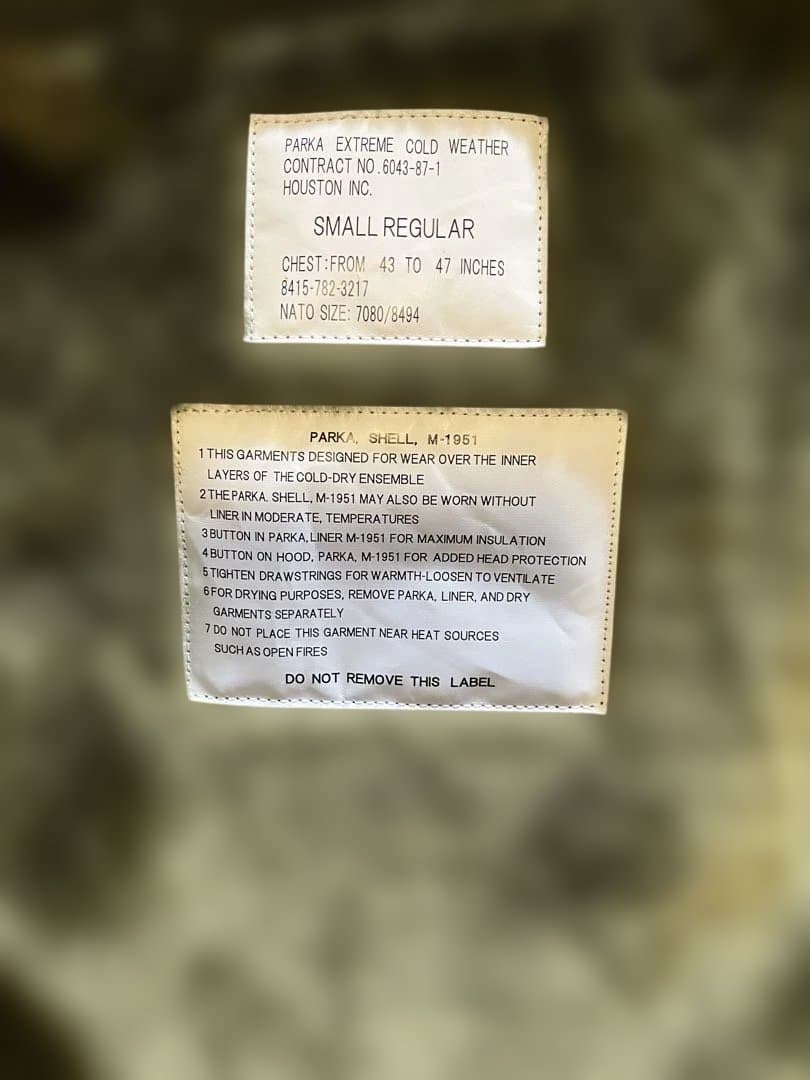 PARKA EXTREME COLD WEATHER
CONTRACT NO.6043-87-1
HOUSTON INC.
SMALL REGULAR
CHEST:FROM 43 TO 47 INCHES
8415-782-3217
NATO SIZE: 7080/8494
PARKA, SHELL, M-1951
1 THIS GARMENTS DESIGNED FOR WEAR OVER THE INNER
LAYERS OF THE COLD-DRY ENSEMBLE
2 THE PARKA. SHELL, M-1951 MAY ALSO BE WORN WITHOUT
LINER IN MODERATE, TEMPERATURES
3 BUTTON IN PARKA, LINER M-1951 FOR MAXIMUM INSULATION
4 BUTTON ON HOOD, PARKA, M-1951 FOR ADDED HEAD PROTECTION
5 TIGHTEN DRAWSTRINGS FOR WARMTH-LOOSEN TO VENTILATE
6 FOR DRYING PURPOSES, REMOVE PARKA, LINER, AND DRY
GARMENTS SEPARATELY
7 DO NOT PLACE THIS GARMENT NEAR HEAT SOURCES
SUCH AS OPEN FIRES
DO NOT REMOVE THIS LABEL